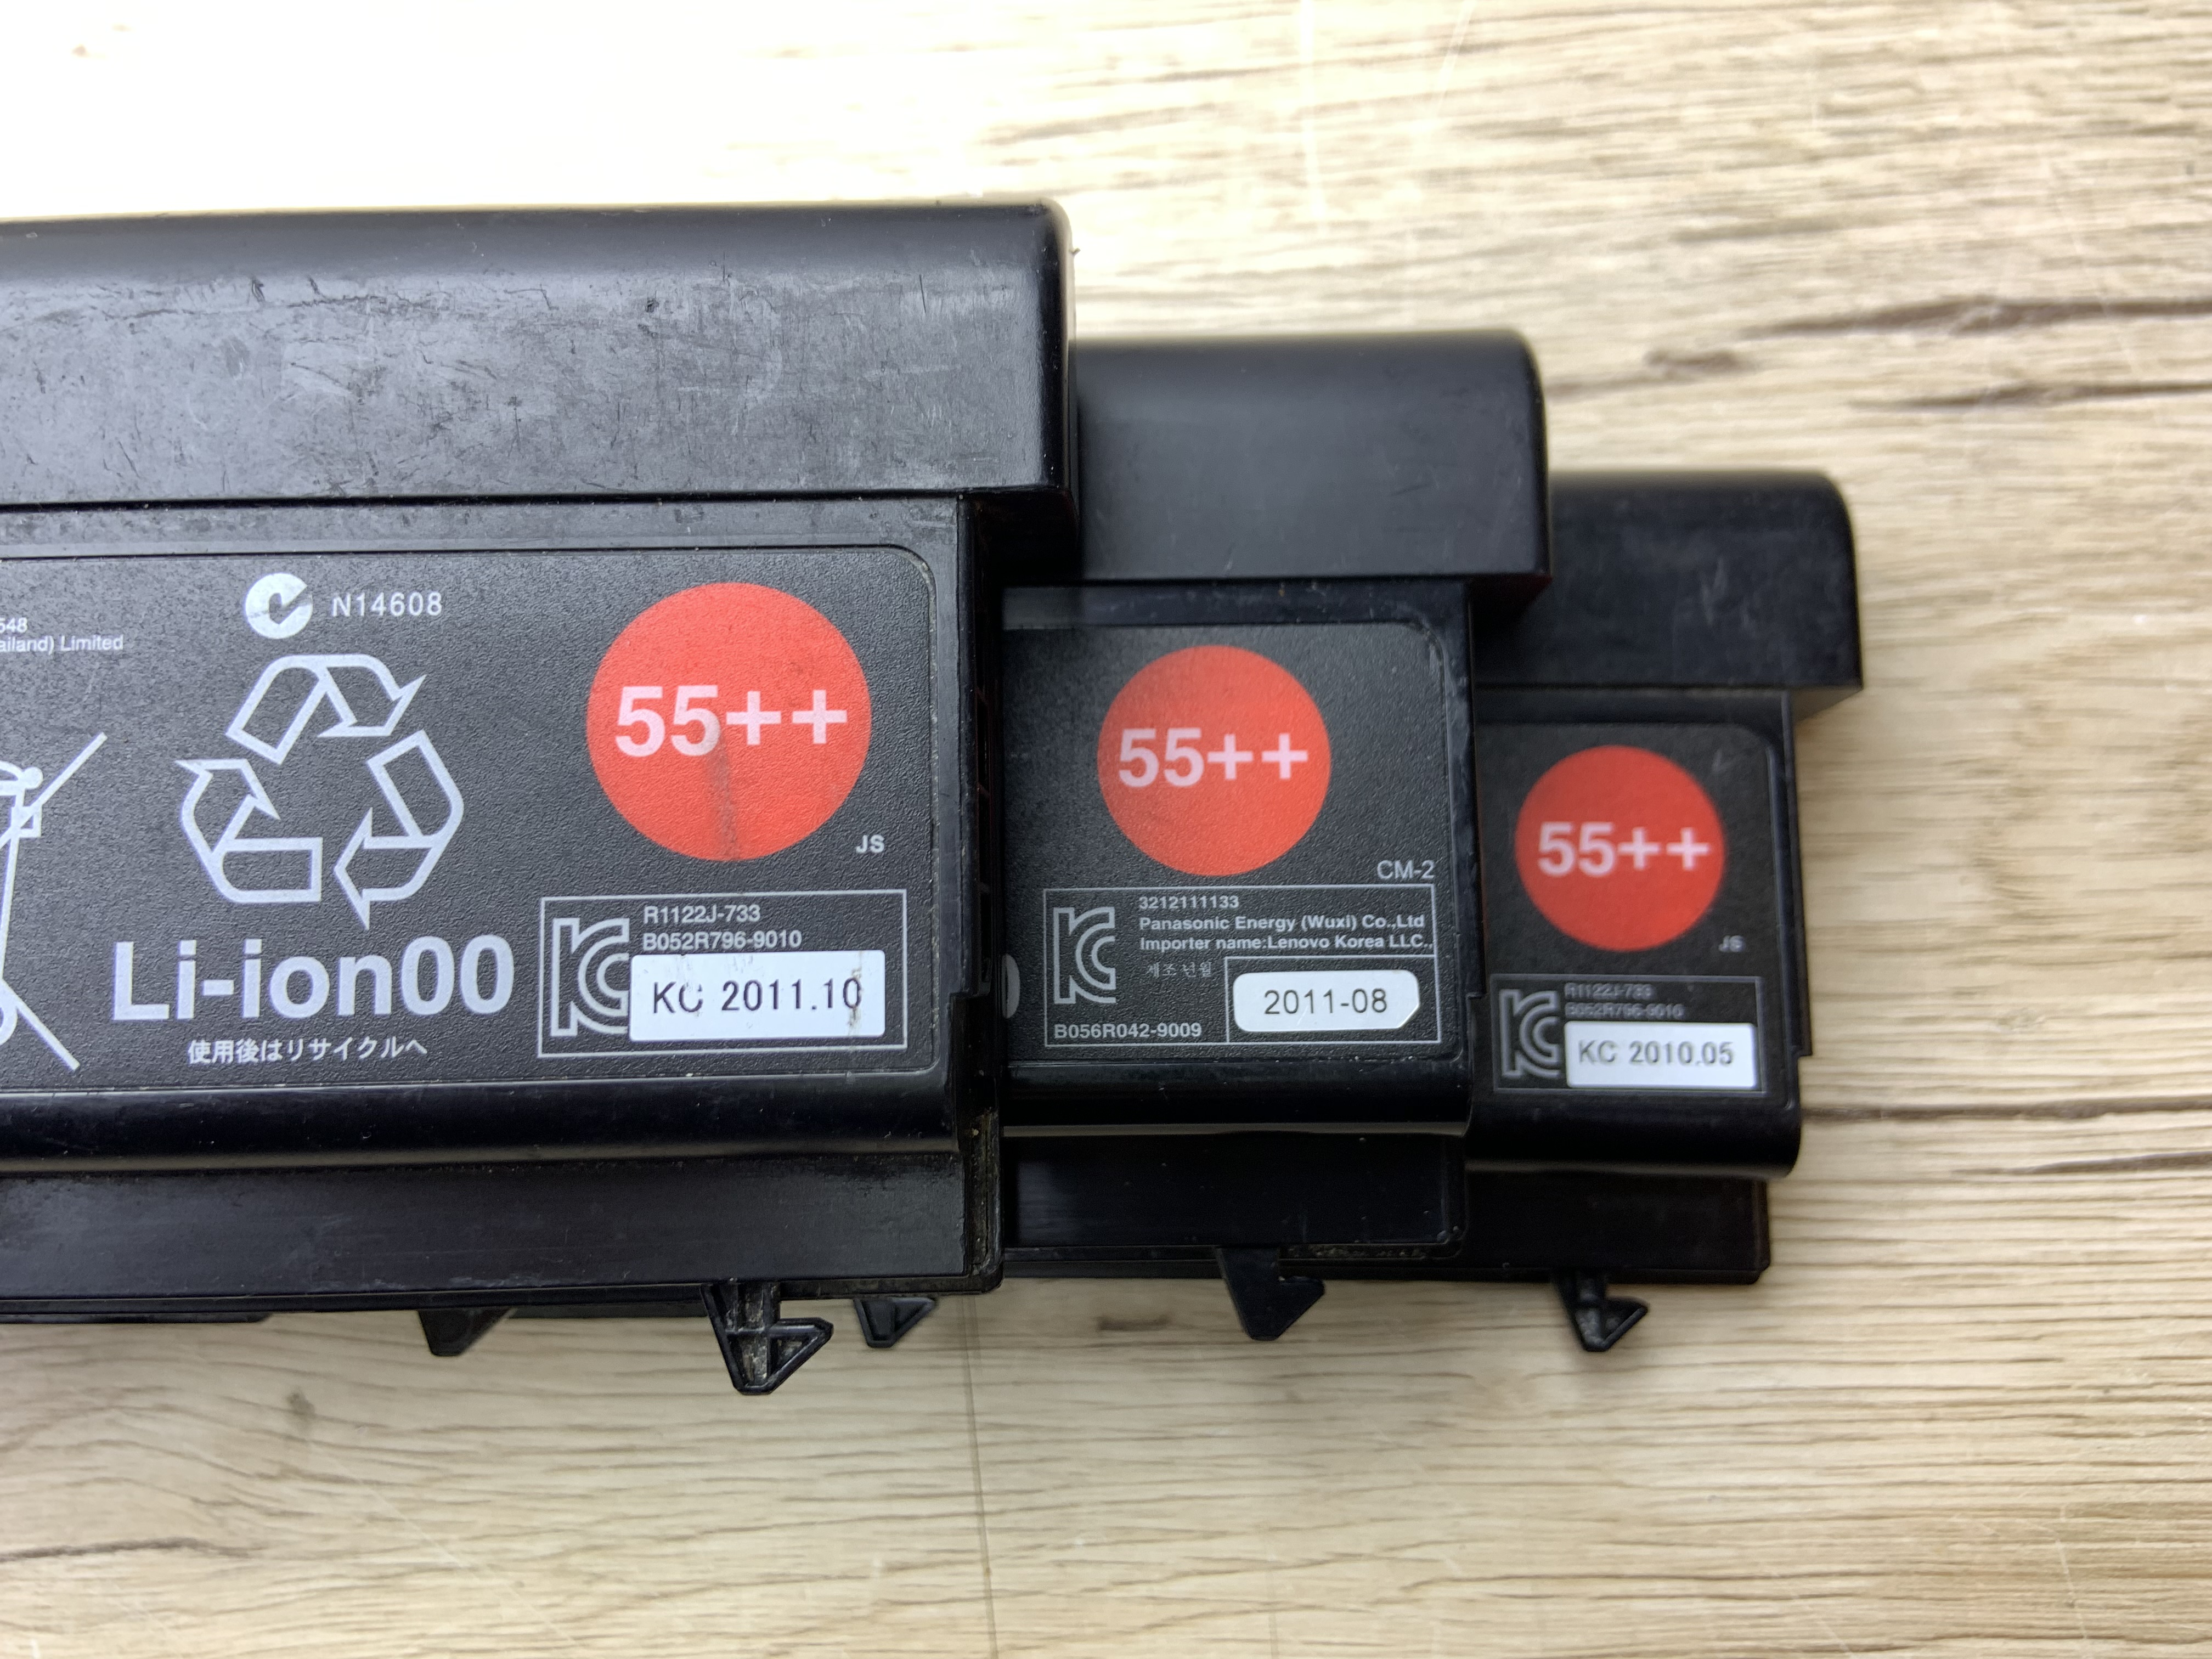 548
ailand) Limited
N14608
55++
JS
Li-ion00
使用後はリサイクルへ
R1122J-733
B052R796-9010
KC 2011.10
55++
CM-2
3212111133
Panasonic Energy (Wuxi) Co.,Ltd
Importer name:Lenovo Korea LLC.,
제조 년월
2011-08
B056R042-9009
55++
JS
R1122J-733
B052R796-9010
KC 2010.05